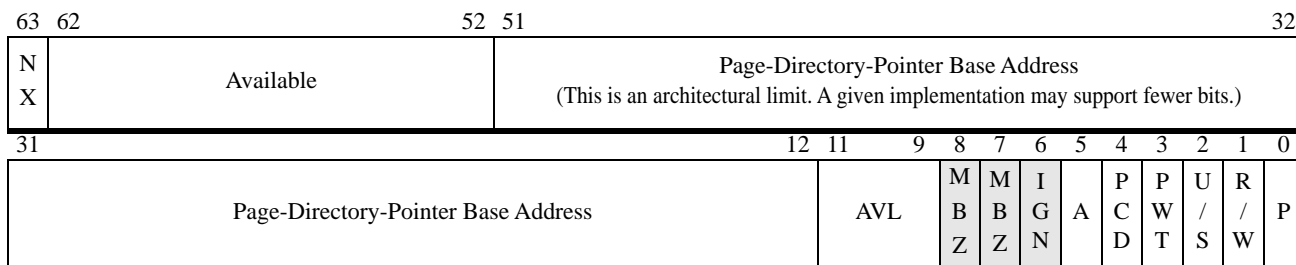 63 62 52 51 32
N X
Available
Page-Directory-Pointer Base Address
(This is an architectural limit. A given implementation may support fewer bits.)
31 12 11 9 8 7 6 5 4 3 2 1 0
Page-Directory-Pointer Base Address
AVL
M B Z
M B Z
I G N
A
P C D
P W T
U / S
R / W
P